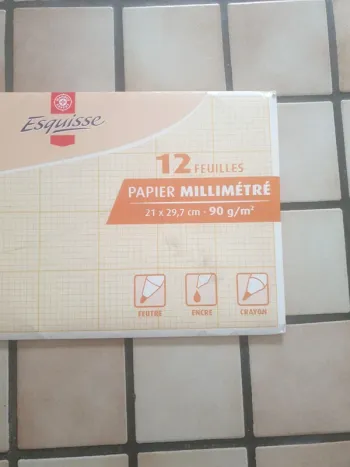 Esquisse
12 FEUILLES
PAPIER MILLIMÉTRÉ
21 x 29,7 cm - 90 g/m²
FEUTRE ENCRE CRAYON